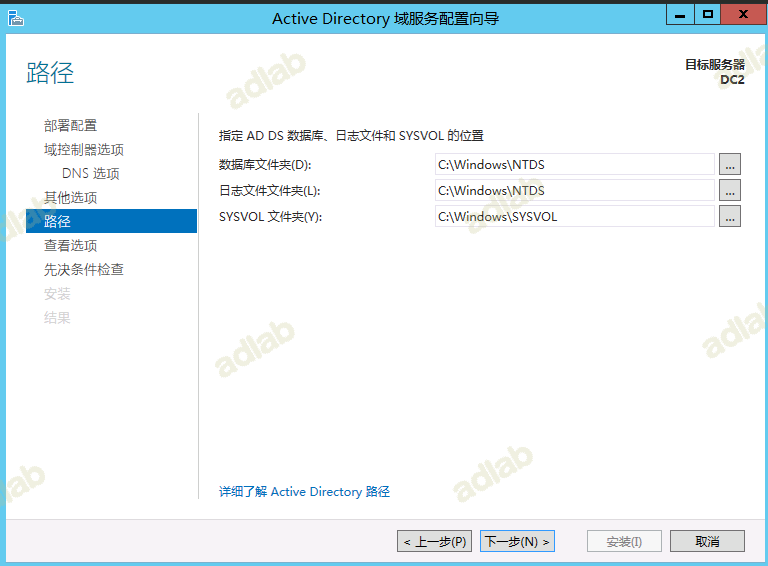 Active Directory 域服务配置向导
路径
目标服务器
DC2
部署配置
域控制器选项
DNS 选项
其他选项
路径
查看选项
先决条件检查
安装
结果
指定 AD DS 数据库、日志文件和 SYSVOL 的位置
数据库文件夹(D): C:\Windows\NTDS ...
日志文件文件夹(L): C:\Windows\NTDS ...
SYSVOL 文件夹(Y): C:\Windows\SYSVOL ...
详细了解 Active Directory 路径
< 上一步(P) 下一步(N) > 安装(I) 取消
adlab
adlab
adlab
adlab
adlab
adlab
adlab
adlab